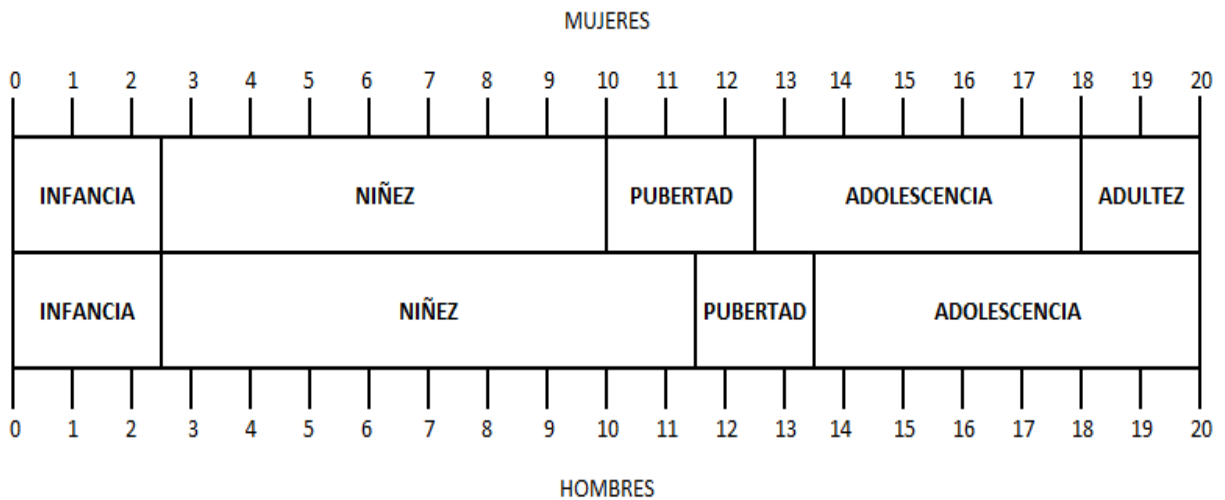 MUJERES
0 1 2 3 4 5 6 7 8 9 10 11 12 13 14 15 16 17 18 19 20
INFANCIA NIÑEZ PUBERTAD ADOLESCENCIA ADULTEZ
INFANCIA NIÑEZ PUBERTAD ADOLESCENCIA
0 1 2 3 4 5 6 7 8 9 10 11 12 13 14 15 16 17 18 19 20
HOMBRES